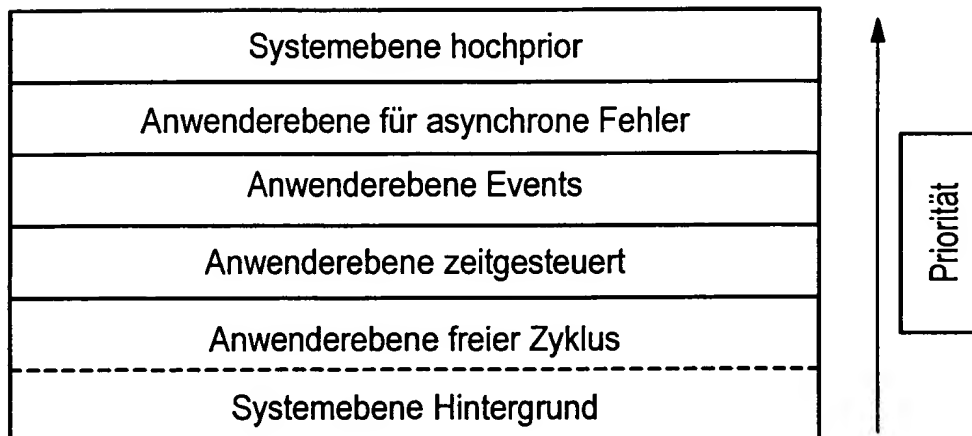 Systemebene hochprior
Anwenderebene für asynchrone Fehler
Anwenderebene Events
Anwenderebene zeitgesteuert
Anwenderebene freier Zyklus
Systemebene Hintergrund
Priorität